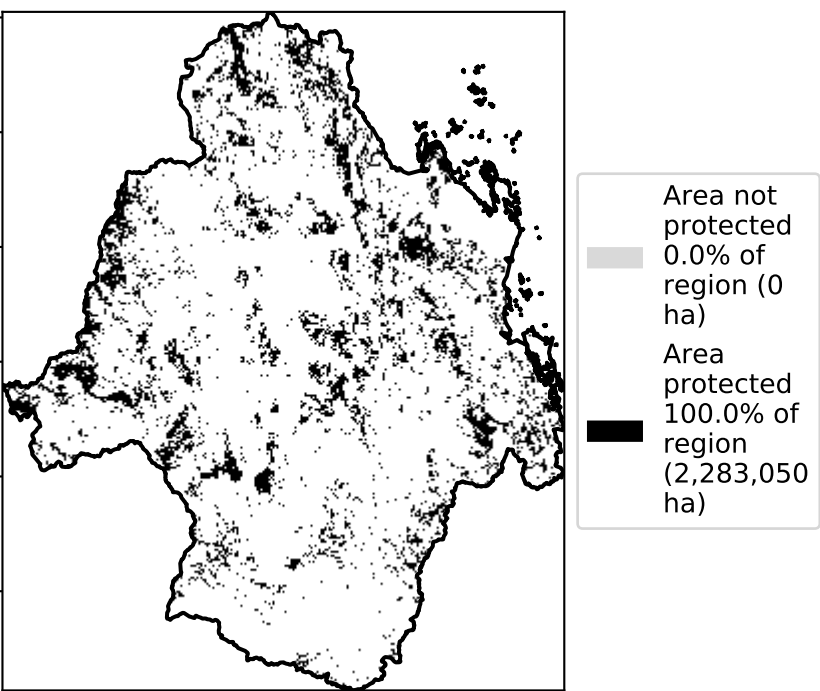 Area not
protected
0.0% of
region (0
ha)
Area
protected
100.0% of
region
(2,283,050
ha)